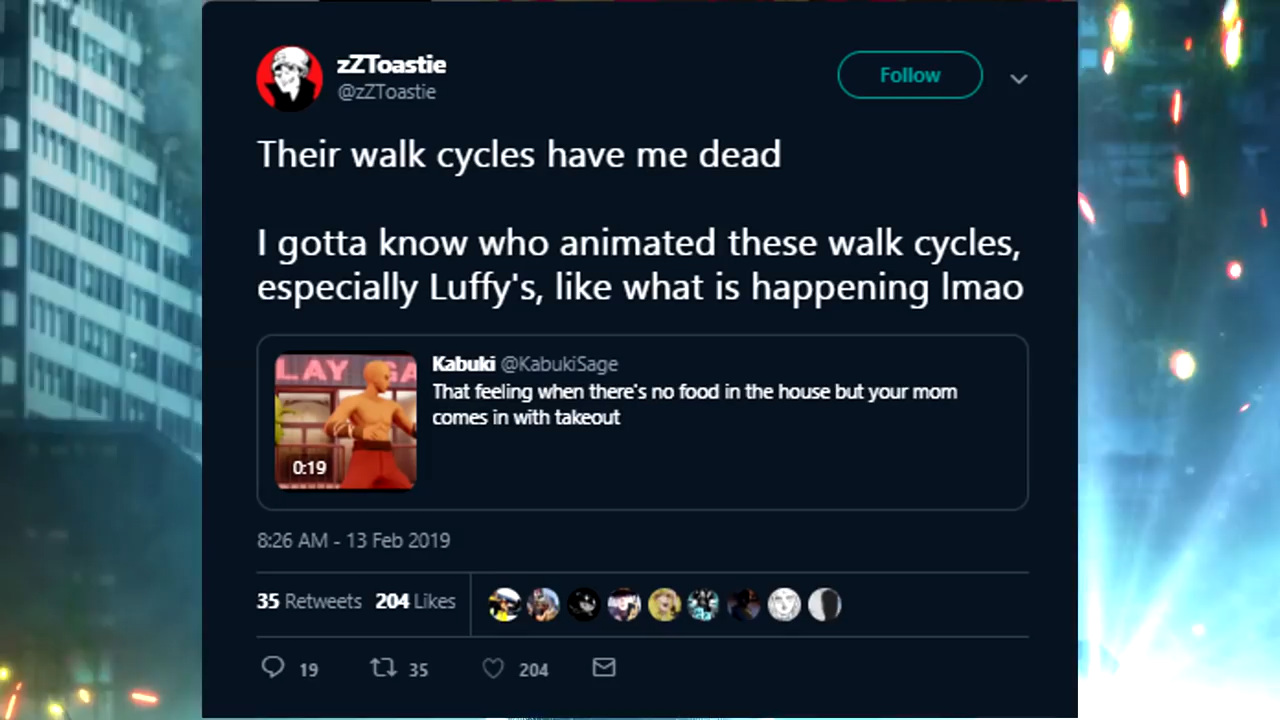 zZToastie
@zZToastie
Follow
Their walk cycles have me dead
I gotta know who animated these walk cycles,
especially Luffy's, like what is happening lmao
LAY GA
0:19
Kabuki @KabukiSage
That feeling when there's no food in the house but your mom
comes in with takeout
8:26 AM - 13 Feb 2019
35 Retweets 204 Likes
19 35 204